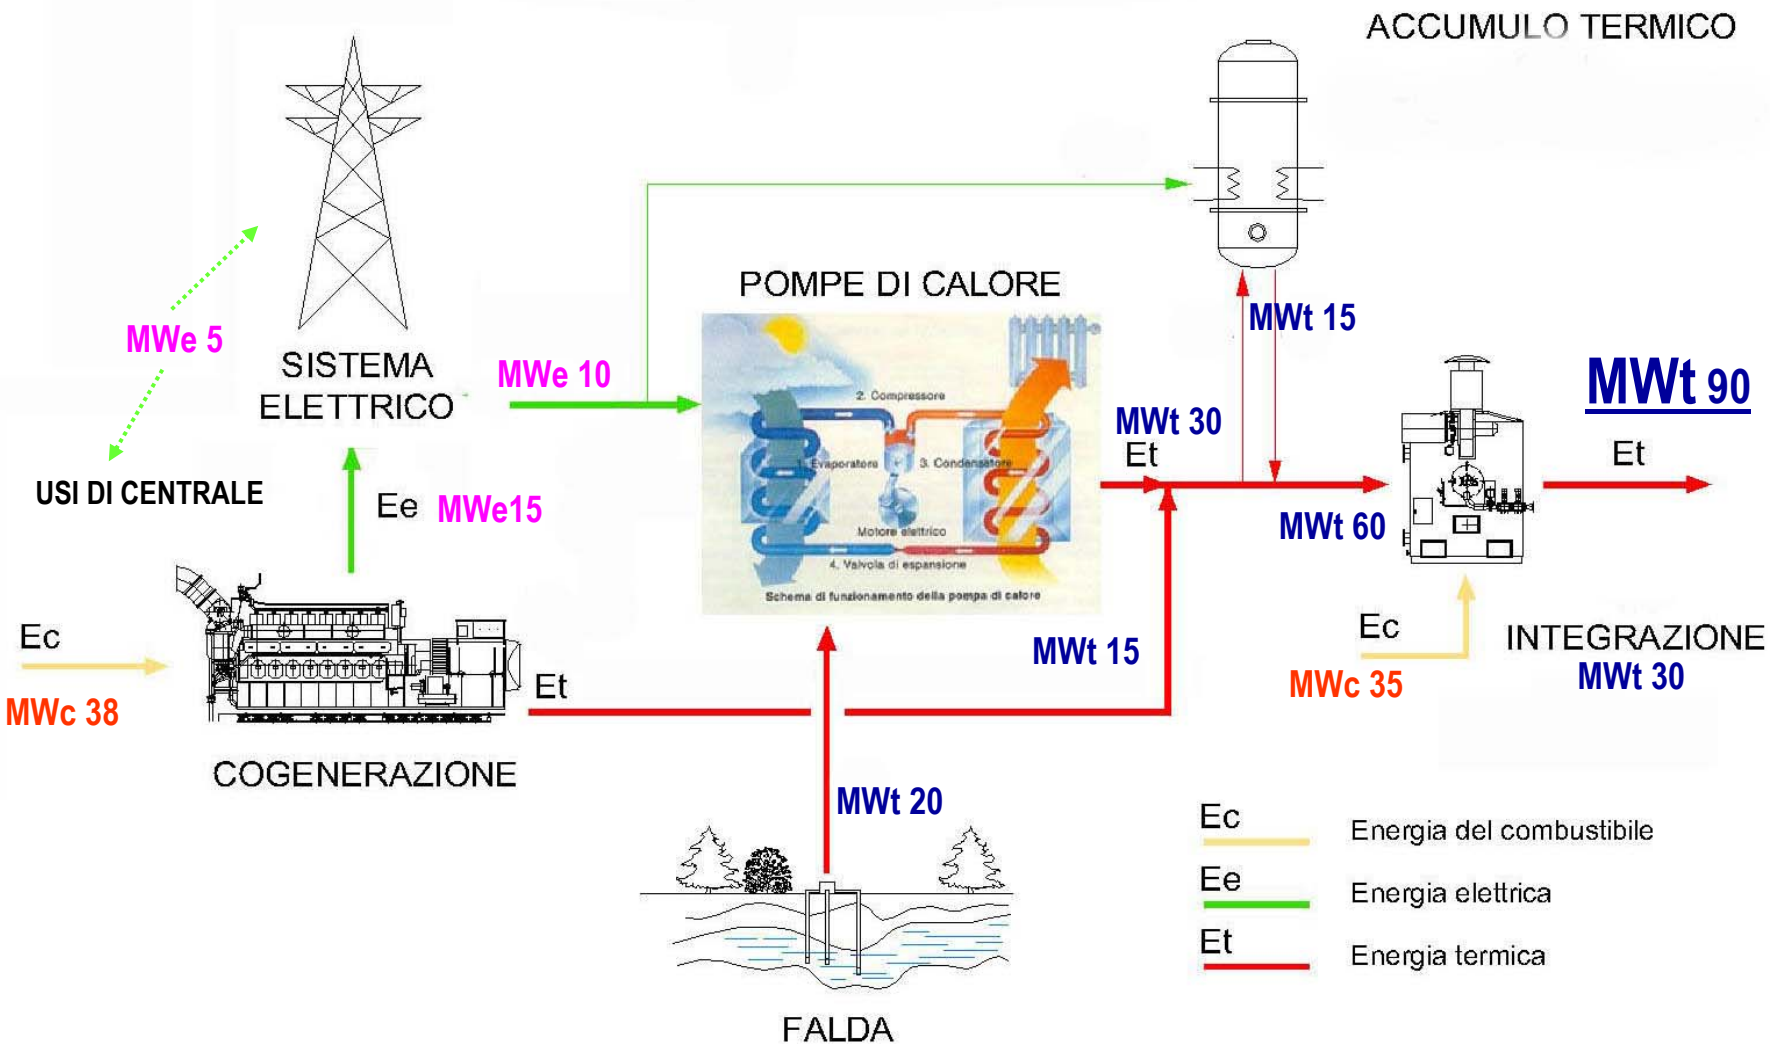 ACCUMULO TERMICO
POMPE DI CALORE
MWt 15
MWe 5
SISTEMA
ELETTRICO
MWe 10
MWt 90
2. Compressore
MWt 30
Et
Et
1. Evaporatore
3. Condensatore
USI DI CENTRALE
Ee MWe15
MWt 60
Motore elettrico
4. Valvola di espansione
Schema di funzionamento della pompa di calore
Ec
MWc 38
Et
MWt 15
Ec
MWc 35
INTEGRAZIONE
MWt 30
COGENERAZIONE
MWt 20
FALDA
Ec Energia del combustibile
Ee Energia elettrica
Et Energia termica